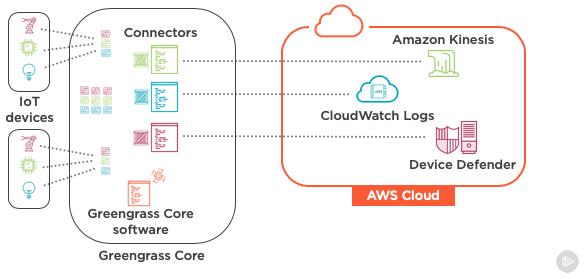 Connectors
Amazon Kinesis
IoT
devices
CloudWatch Logs
Device Defender
AWS Cloud
Greengrass Core
software
Greengrass Core